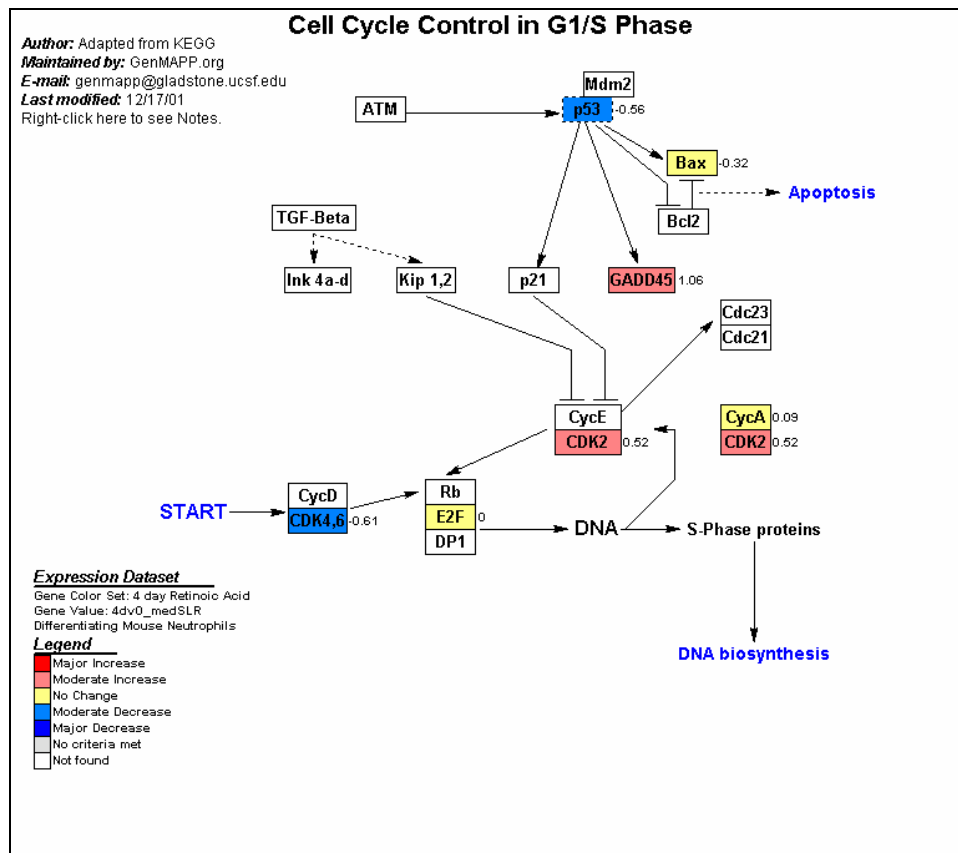 Cell Cycle Control in G1/S Phase
Author: Adapted from KEGG
Maintained by: GenMAPP.org
E-mail: genmapp@gladstone.ucsf.edu
Last modified: 12/17/01
Right-click here to see Notes.
Mdm2
ATM
p53 -0.56
Bax -0.32
Apoptosis
Bcl2
TGF-Beta
Ink 4a-d
Kip 1,2
p21
GADD45 1.06
Cdc23
Cdc21
CycE
CDK2 0.52
CycA 0.09
CDK2 0.52
START
CycD
CDK4,6 -0.61
Rb
E2F 0
DP1
DNA
S-Phase proteins
DNA biosynthesis
Expression Dataset
Gene Color Set: 4 day Retinoic Acid
Gene Value: 4dv0_medSLR
Differentiating Mouse Neutrophils
Legend
Major Increase
Moderate Increase
No Change
Moderate Decrease
Major Decrease
No criteria met
Not found